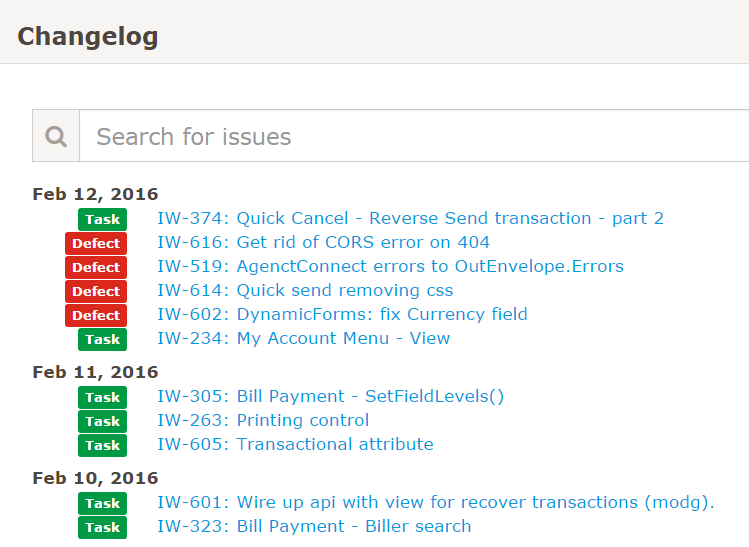 Changelog
Search for issues
Feb 12, 2016
Task IW-374: Quick Cancel - Reverse Send transaction - part 2
Defect IW-616: Get rid of CORS error on 404
Defect IW-519: AgenctConnect errors to OutEnvelope.Errors
Defect IW-614: Quick send removing css
Defect IW-602: DynamicForms: fix Currency field
Task IW-234: My Account Menu - View
Feb 11, 2016
Task IW-305: Bill Payment - SetFieldLevels()
Task IW-263: Printing control
Task IW-605: Transactional attribute
Feb 10, 2016
Task IW-601: Wire up api with view for recover transactions (modg).
Task IW-323: Bill Payment - Biller search